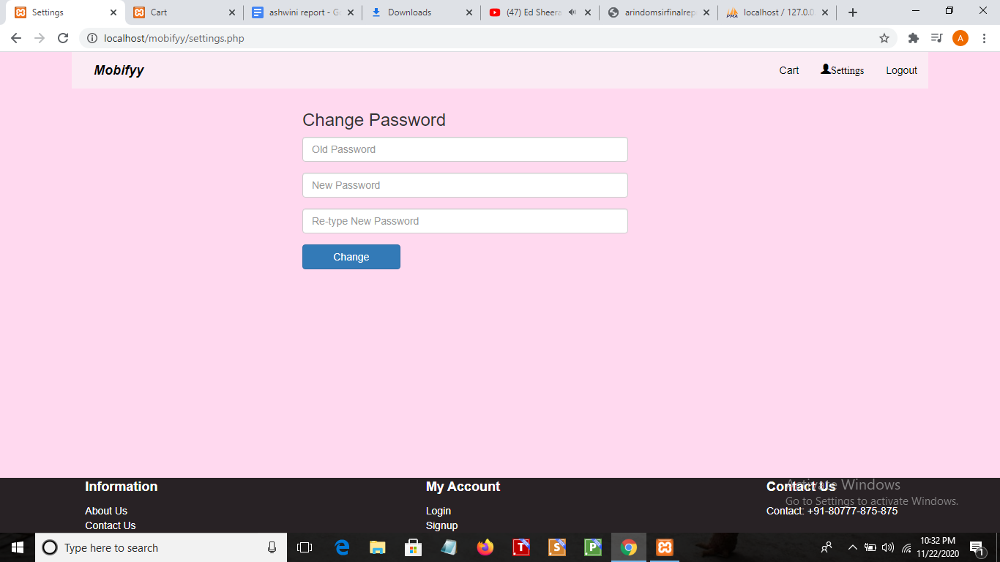 Settings
Cart
ashwini report - Go
Downloads
(47) Ed Sheera
arindomsirfinalrep
localhost / 127.0.0
localhost/mobifyy/settings.php
A
Mobifyy
Cart
Settings
Logout
Change Password
Old Password
New Password
Re-type New Password
Change
Information
My Account
Contact Us
Activate Windows
About Us
Login
Contact: +91-80777-875-875
Go to Settings to activate Windows.
Contact Us
Signup
Type here to search
T
S
P
10:32 PM
11/22/2020
1